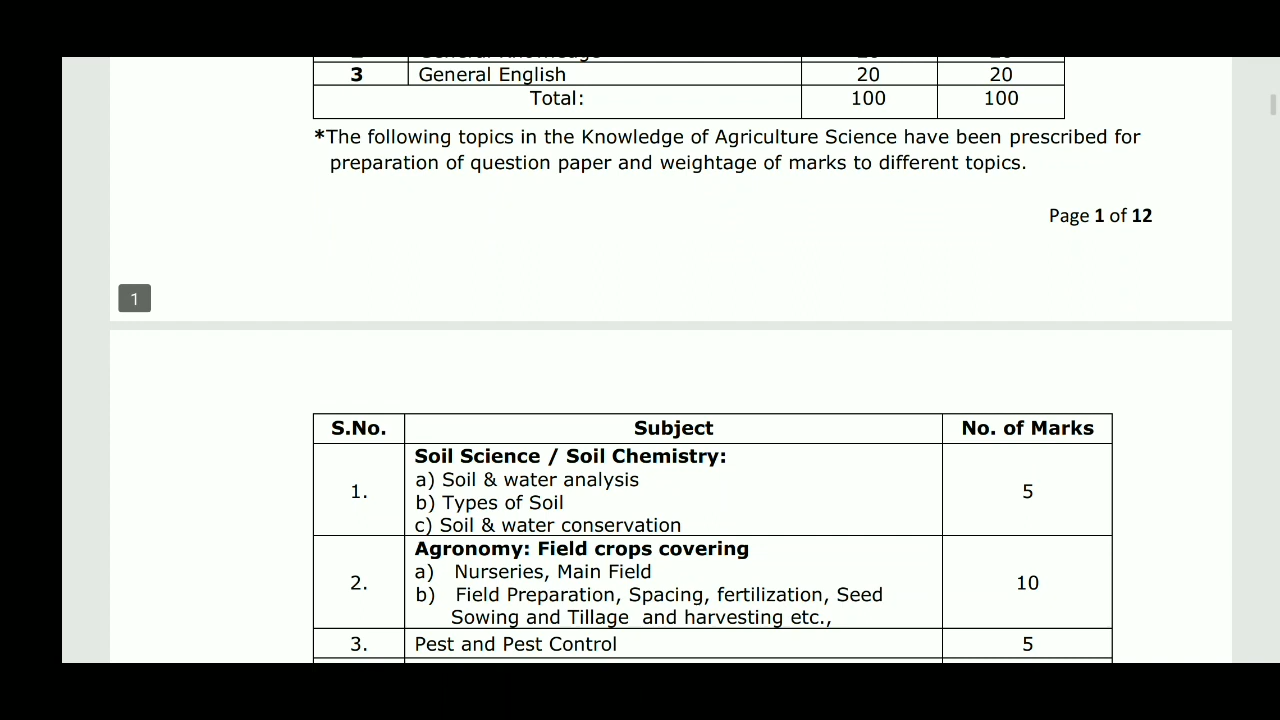 3 General English 20 20
Total: 100 100
*The following topics in the Knowledge of Agriculture Science have been prescribed for
preparation of question paper and weightage of marks to different topics.
Page 1 of 12
1
S.No. Subject No. of Marks
Soil Science / Soil Chemistry:
a) Soil & water analysis
1. 5
b) Types of Soil
c) Soil & water conservation
Agronomy: Field crops covering
a) Nurseries, Main Field
2. 10
b) Field Preparation, Spacing, fertilization, Seed
Sowing and Tillage and harvesting etc.,
3. Pest and Pest Control 5